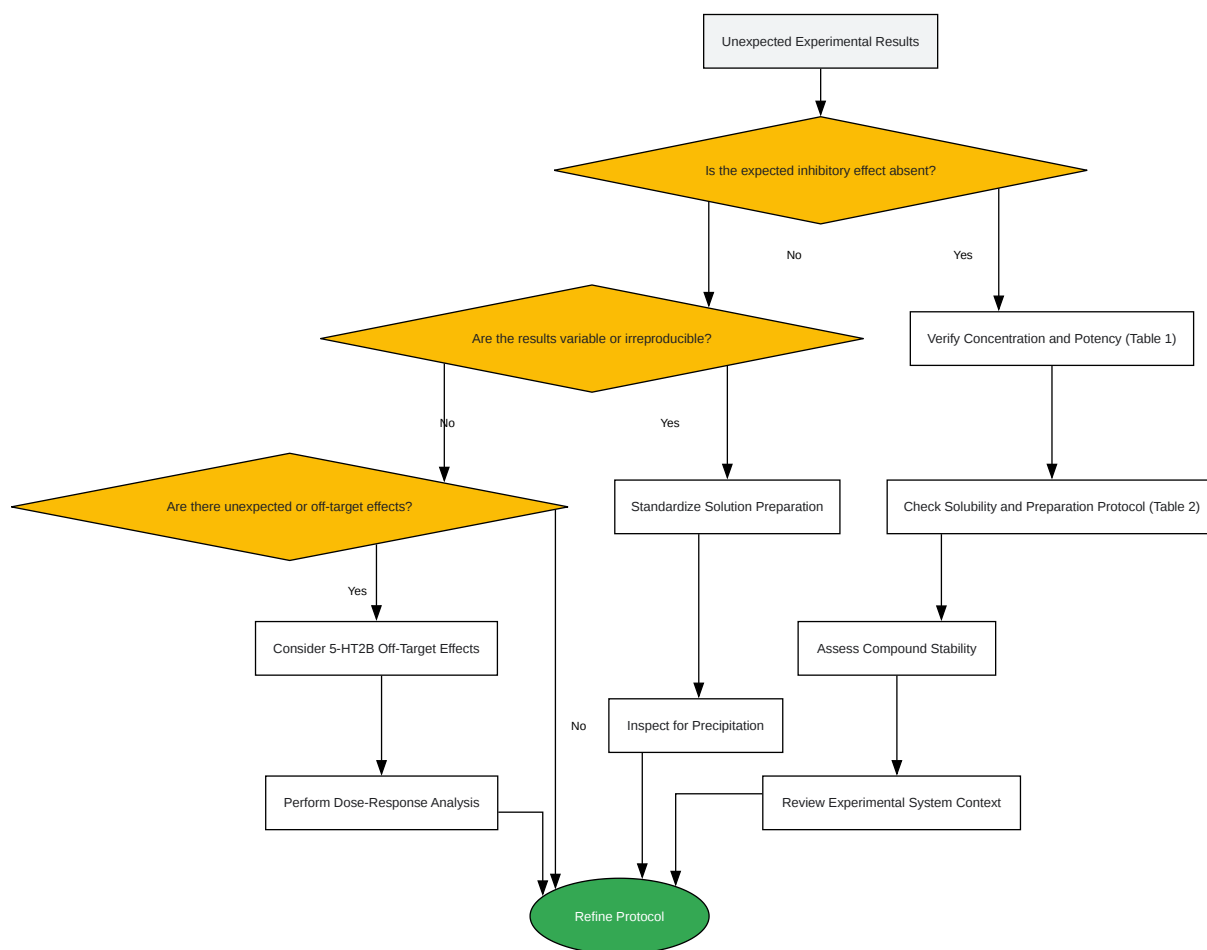 Unexpected Experimental Results
Is the expected inhibitory effect absent?
No
Yes
Are the results variable or irreproducible?
Verify Concentration and Potency (Table 1)
No
Yes
Are there unexpected or off-target effects?
Standardize Solution Preparation
Check Solubility and Preparation Protocol (Table 2)
Yes
Consider 5-HT2B Off-Target Effects
Assess Compound Stability
No
Inspect for Precipitation
Perform Dose-Response Analysis
Review Experimental System Context
Refine Protocol